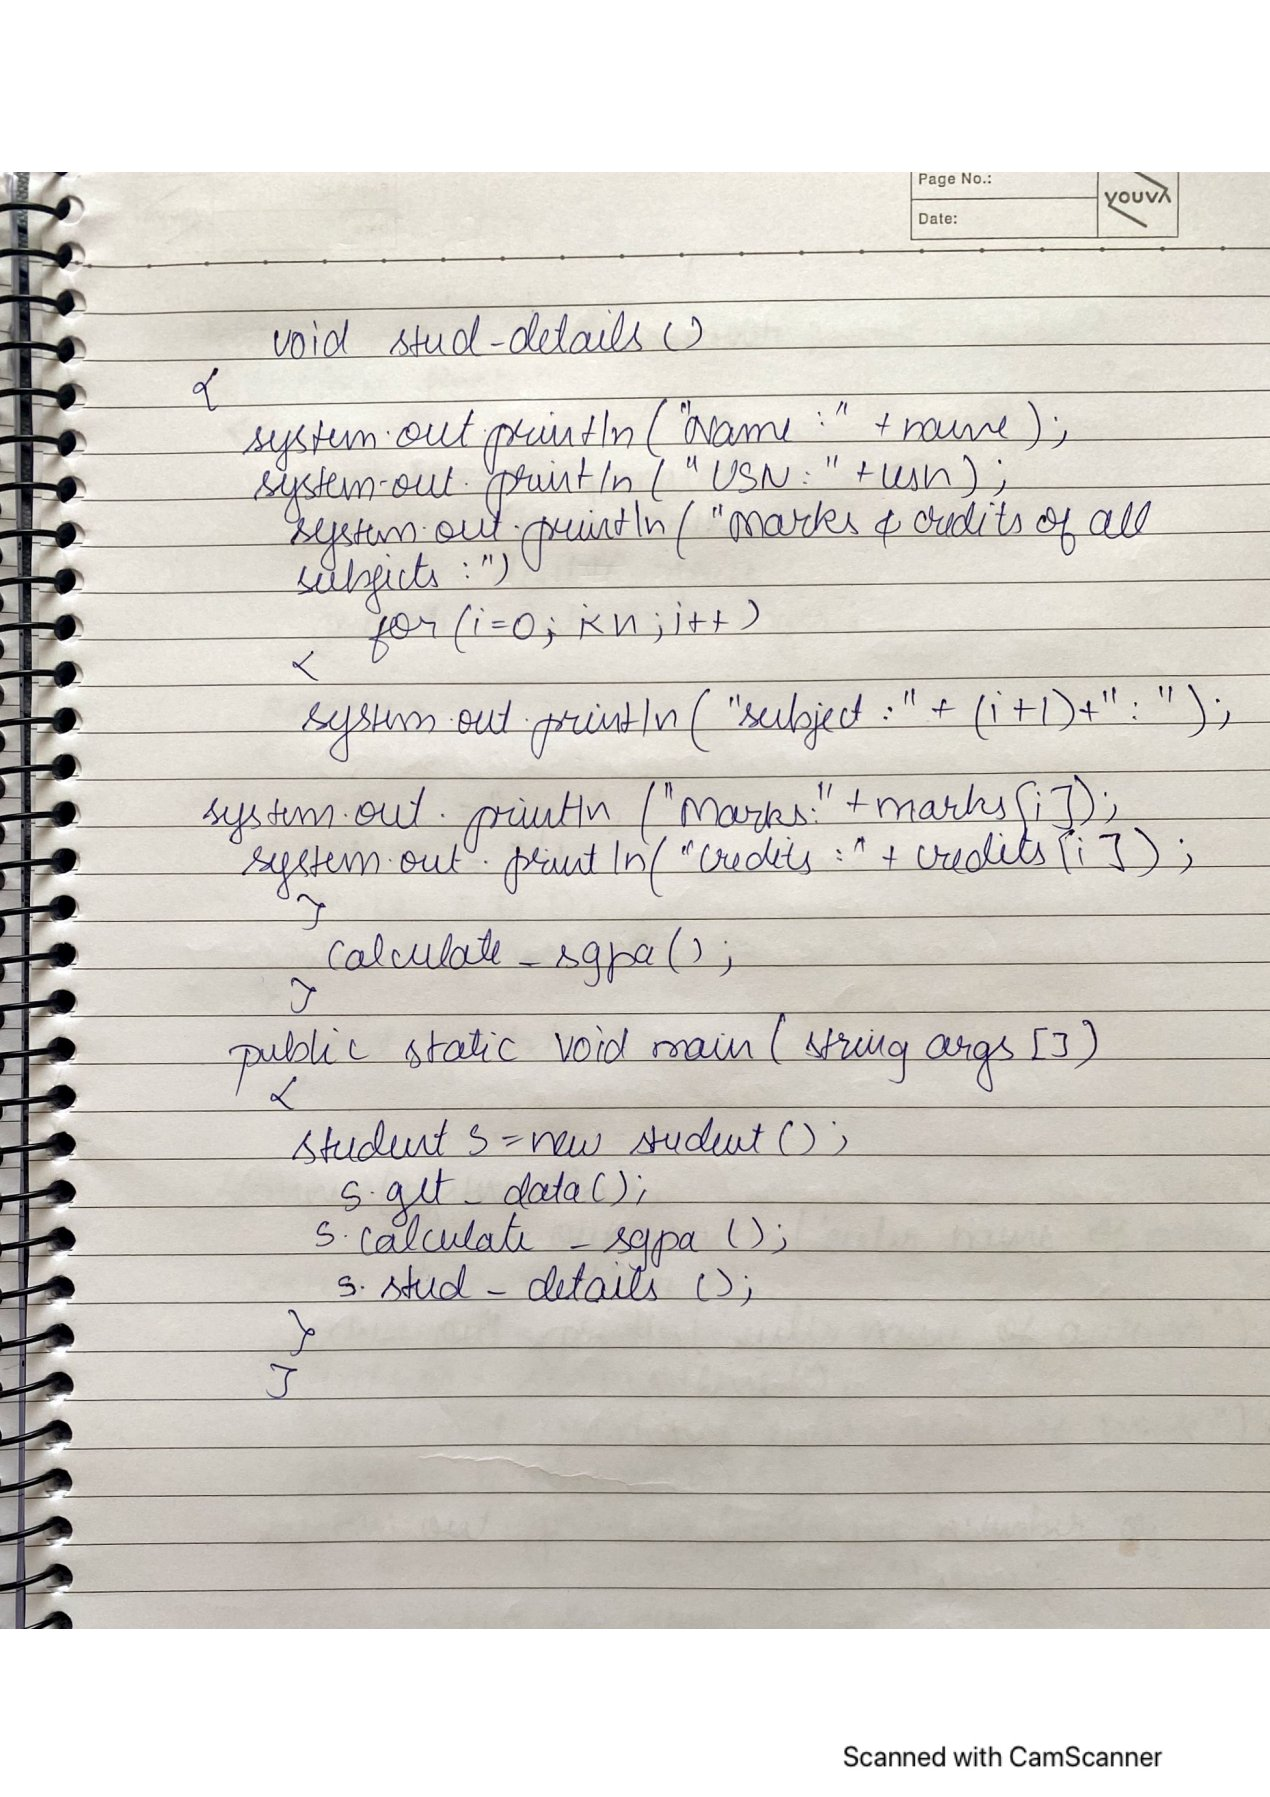 Page No.:
youva
Date:
void stud-details()
{
system.out.println("Name :" + name);
system.out.println("USN:" + usn);
system.out.println("Marks & credits of all
subjects :")
for(i=0; i<n; i++)
{
system.out.println("subject :" + (i+1)+" : ");
system.out.println("Marks:" + marks[i]);
system.out.println("credits :" + credits[i]);
}
calculate_sgpa();
}
public static void main(string args[])
{
student s = new student();
s.get_data();
s.calculate_sgpa();
s.stud_details();
}
}
Scanned with CamScanner